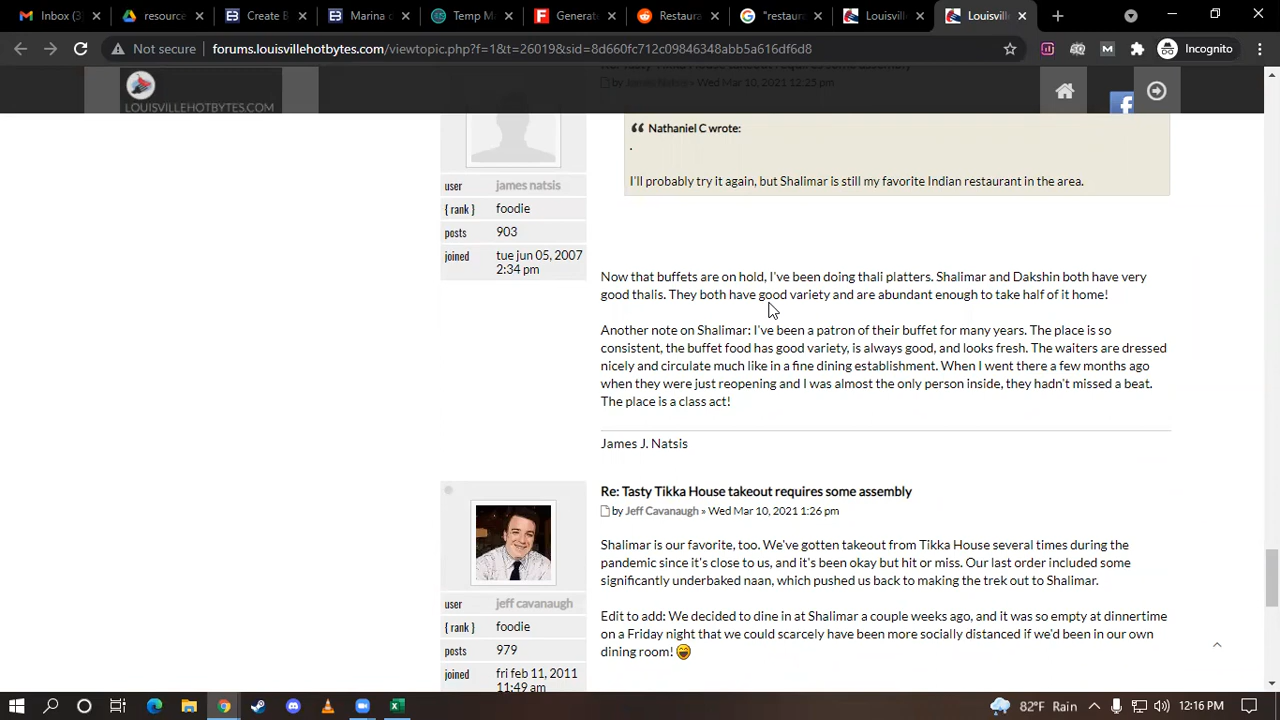 Inbox (3
resource
Create B
Marina d
Temp M
Generate
Restaura
"restaur
Louisvill
Louisvill
Not secure
forums.louisvillehotbytes.com/viewtopic.php?f=1&t=26019&sid=8d660fc712c09846348abb5a616df6d8
Incognito
LOUISVILLEHOTBYTES.COM
by James Natsis » Wed Mar 10, 2021 12:25 pm
Nathaniel C wrote:
.
I'll probably try it again, but Shalimar is still my favorite Indian restaurant in the area.
user james natsis
{ rank } foodie
posts 903
joined tue jun 05, 2007
2:34 pm
Now that buffets are on hold, I've been doing thali platters. Shalimar and Dakshin both have very
good thalis. They both have good variety and are abundant enough to take half of it home!
Another note on Shalimar: I've been a patron of their buffet for many years. The place is so
consistent, the buffet food has good variety, is always good, and looks fresh. The waiters are dressed
nicely and circulate much like in a fine dining establishment. When I went there a few months ago
when they were just reopening and I was almost the only person inside, they hadn't missed a beat.
The place is a class act!
James J. Natsis
Re: Tasty Tikka House takeout requires some assembly
by Jeff Cavanaugh » Wed Mar 10, 2021 1:26 pm
Shalimar is our favorite, too. We've gotten takeout from Tikka House several times during the
pandemic since it's close to us, and it's been okay but hit or miss. Our last order included some
significantly underbaked naan, which pushed us back to making the trek out to Shalimar.
Edit to add: We decided to dine in at Shalimar a couple weeks ago, and it was so empty at dinnertime
on a Friday night that we could scarcely have been more socially distanced if we'd been in our own
dining room!
user jeff cavanaugh
{ rank } foodie
posts 979
joined fri feb 11, 2011
11:49 am
82°F Rain
12:16 PM